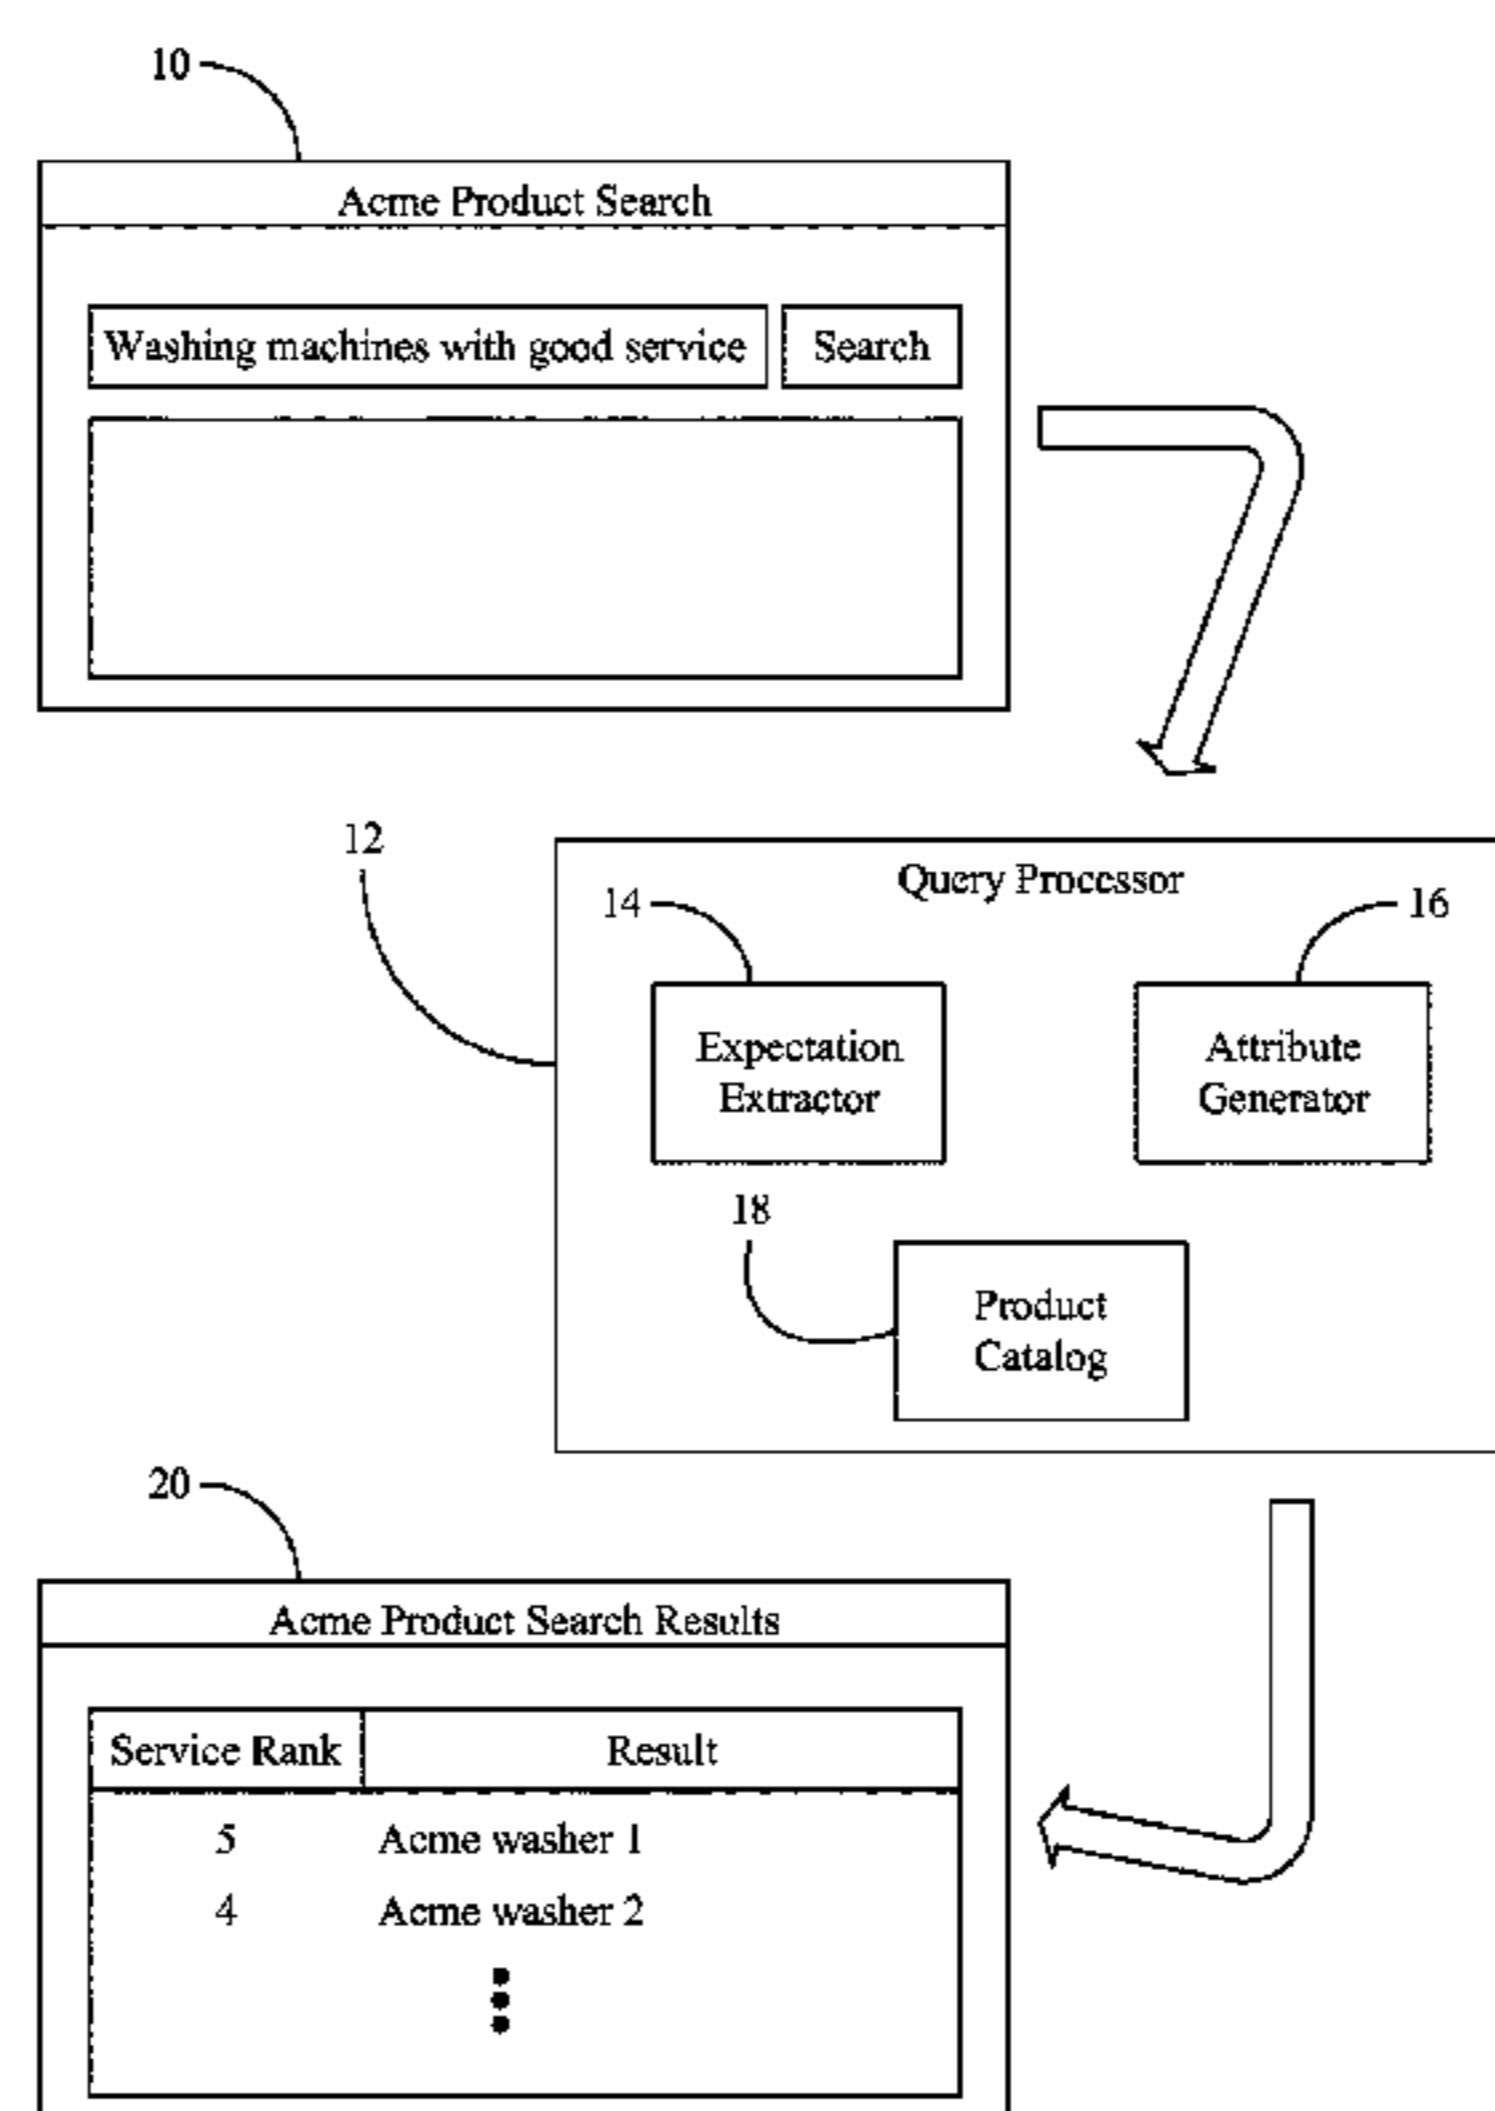 10
Acme Product Search
Washing machines with good service
Search
12
Query Processor
14
16
Expectation
Extractor
Attribute
Generator
18
Product
Catalog
20
Acme Product Search Results
Service Rank
Result
5
Acme washer 1
4
Acme washer 2